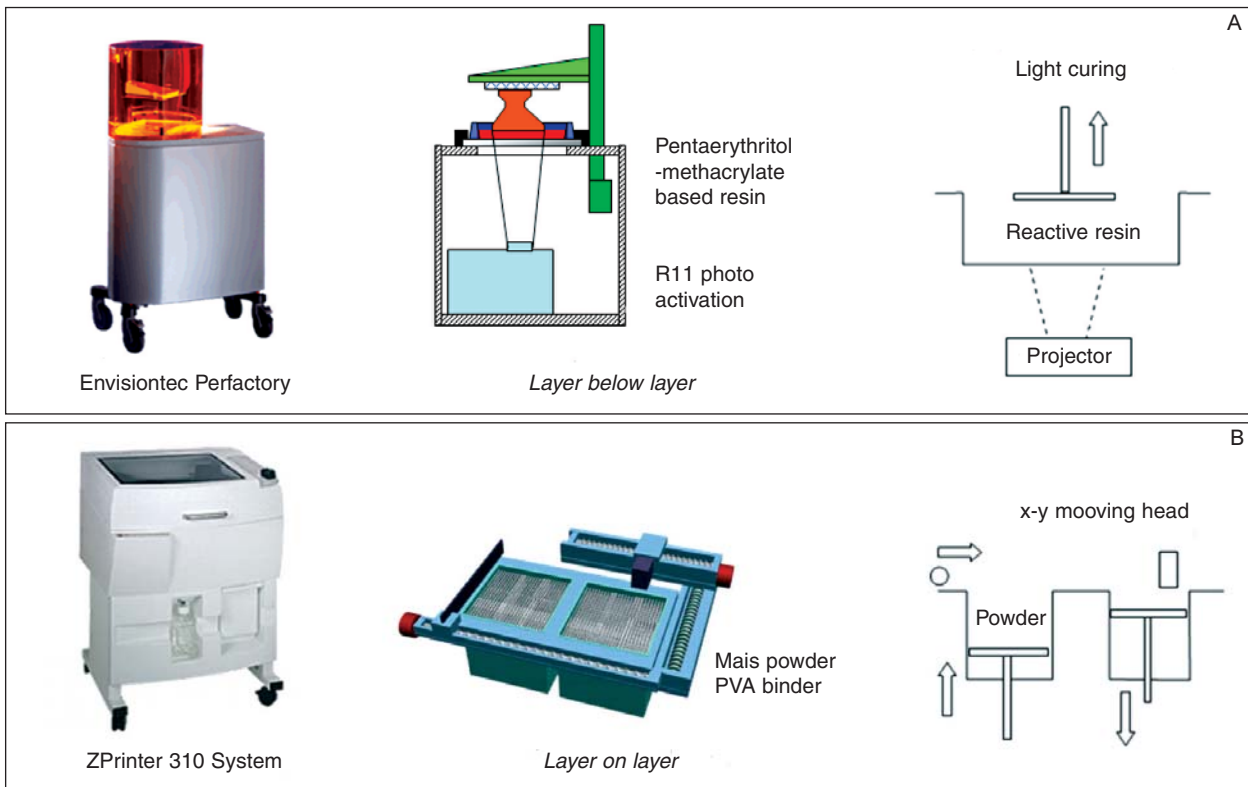 A
Light curing
Pentaerythritol
-methacrylate
based resin
Reactive resin
R11 photo
activation
Projector
Envisiontec Perfactory
Layer below layer
B
x-y mooving head
Powder
Mais powder
PVA binder
ZPrinter 310 System
Layer on layer